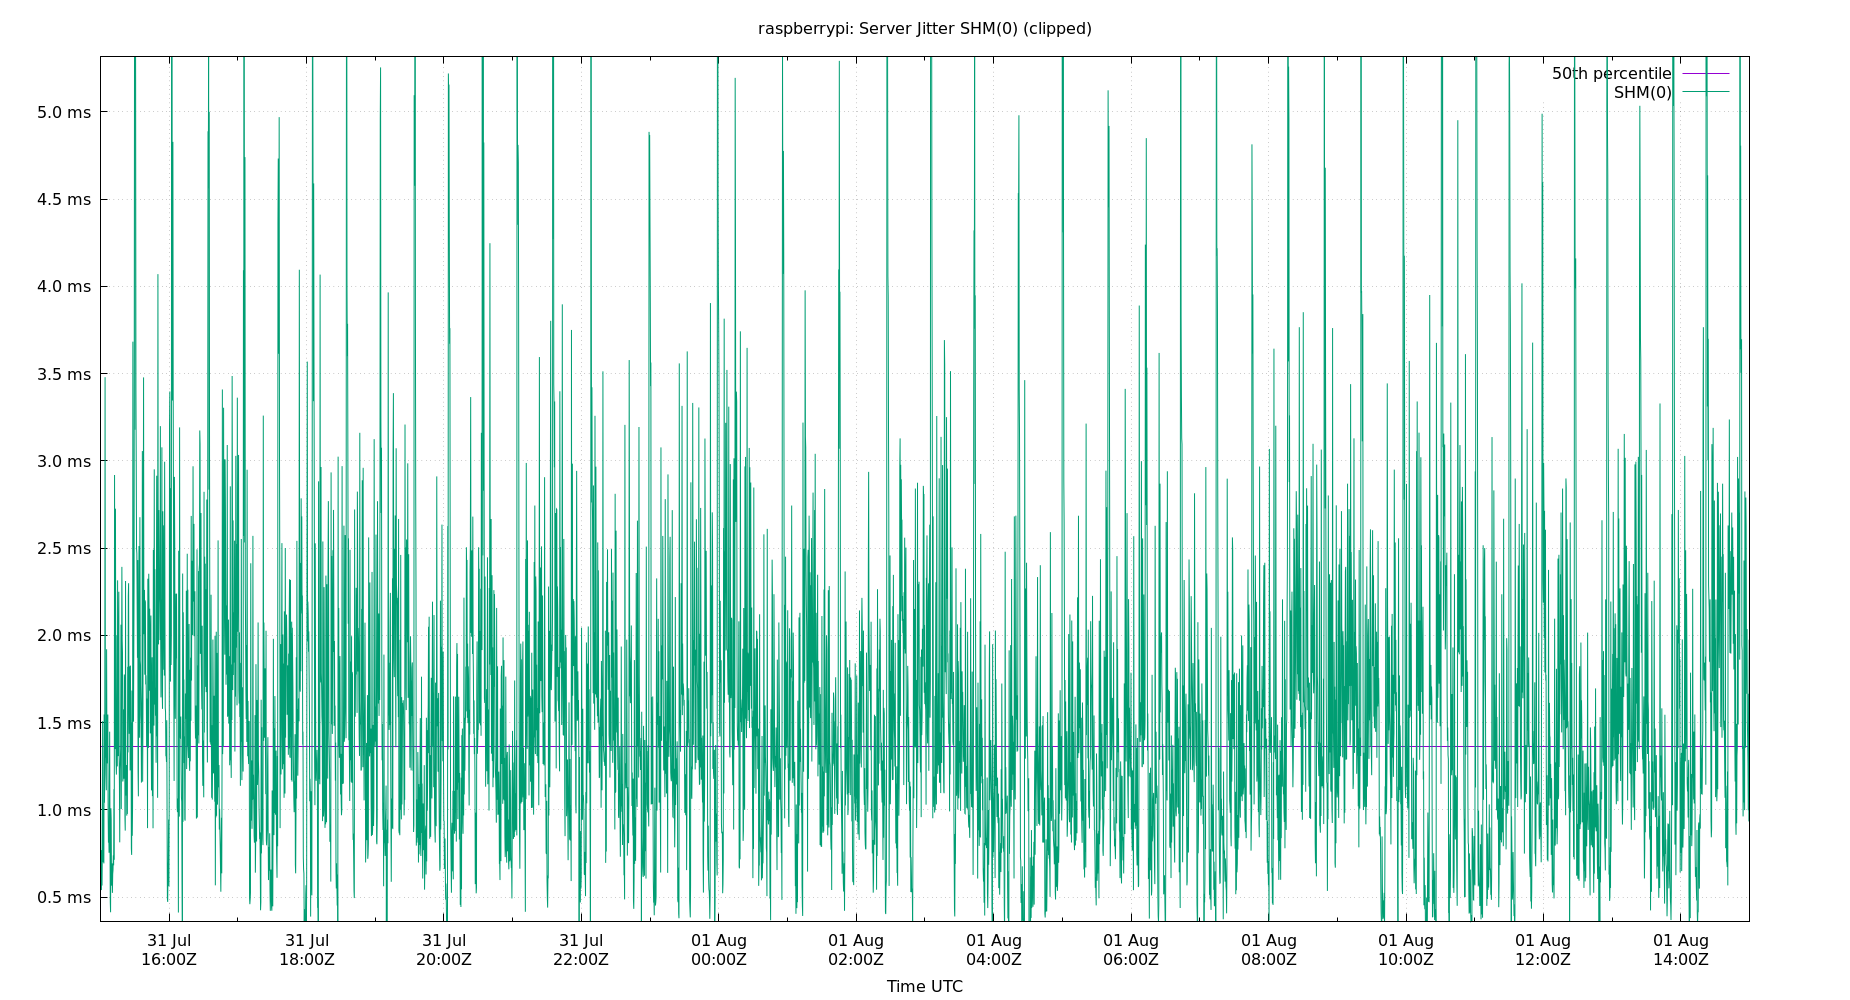 raspberrypi: Server Jitter SHM(0) (clipped)
50th percentile
SHM(0)
5.0 ms
4.5 ms
4.0 ms
3.5 ms
3.0 ms
2.5 ms
2.0 ms
1.5 ms
1.0 ms
0.5 ms
31 Jul 31 Jul 31 Jul 31 Jul 01 Aug 01 Aug 01 Aug 01 Aug 01 Aug 01 Aug 01 Aug 01 Aug
16:00Z 18:00Z 20:00Z 22:00Z 00:00Z 02:00Z 04:00Z 06:00Z 08:00Z 10:00Z 12:00Z 14:00Z
Time UTC